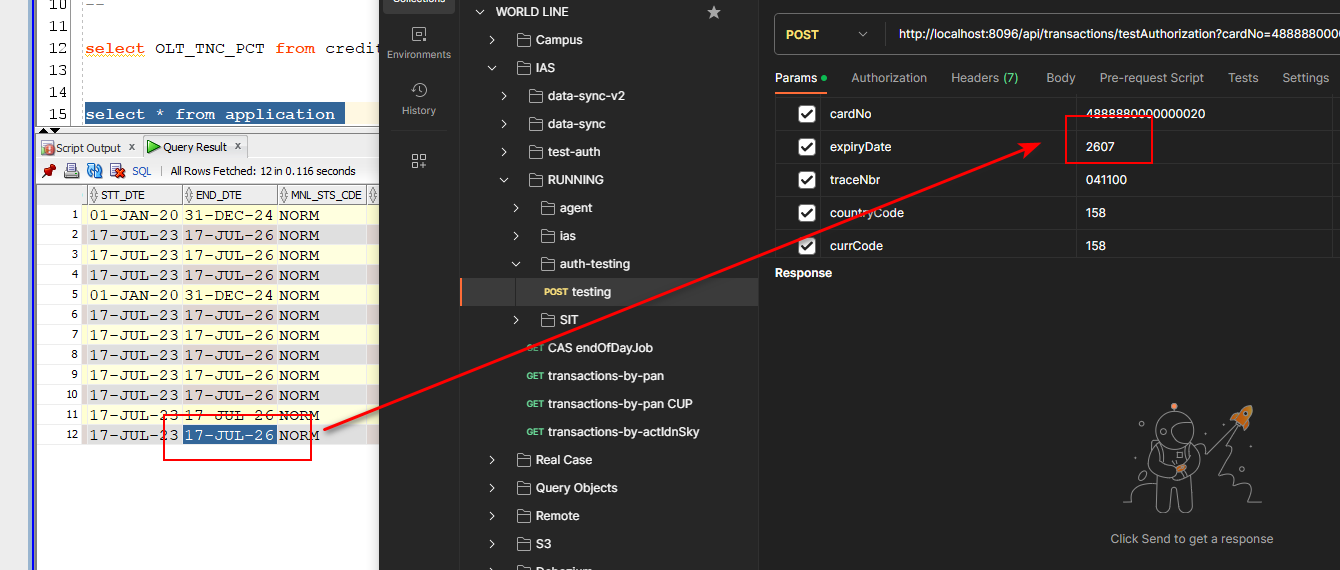 10 --
11
12 select OLT_TNC_PCT from credit
13
14
15 select * from application
Script Output x Query Result x
SQL All Rows Fetched: 12 in 0.116 seconds
STT_DTE END_DTE MNL_STS_CDE
1 01-JAN-20 31-DEC-24 NORM
2 17-JUL-23 17-JUL-26 NORM
3 17-JUL-23 17-JUL-26 NORM
4 17-JUL-23 17-JUL-26 NORM
5 01-JAN-20 31-DEC-24 NORM
6 17-JUL-23 17-JUL-26 NORM
7 17-JUL-23 17-JUL-26 NORM
8 17-JUL-23 17-JUL-26 NORM
9 17-JUL-23 17-JUL-26 NORM
10 17-JUL-23 17-JUL-26 NORM
11 17-JUL-23 17-JUL-26 NORM
12 17-JUL-23 17-JUL-26 NORM
Collections
Environments
History
WORLD LINE
Campus
IAS
data-sync-v2
data-sync
test-auth
RUNNING
agent
ias
auth-testing
POST testing
SIT
GET CAS endOfDayJob
GET transactions-by-pan
GET transactions-by-pan CUP
GET transactions-by-actIdnSky
Real Case
Query Objects
Remote
S3
Debezium
POST http://localhost:8096/api/transactions/testAuthorization?cardNo=488888000
Params Authorization Headers (7) Body Pre-request Script Tests Settings
cardNo 4888880000000020
expiryDate 2607
traceNbr 041100
countryCode 158
currCode 158
Response
Click Send to get a response